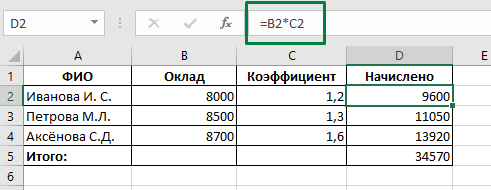 D2 fx =B2*C2
A B C D E
1 ФИО Оклад Коэффициент Начислено
2 Иванова И. С. 8000 1,2 9600
3 Петрова М.Л. 8500 1,3 11050
4 Аксёнова С.Д. 8700 1,6 13920
5 Итого: 34570